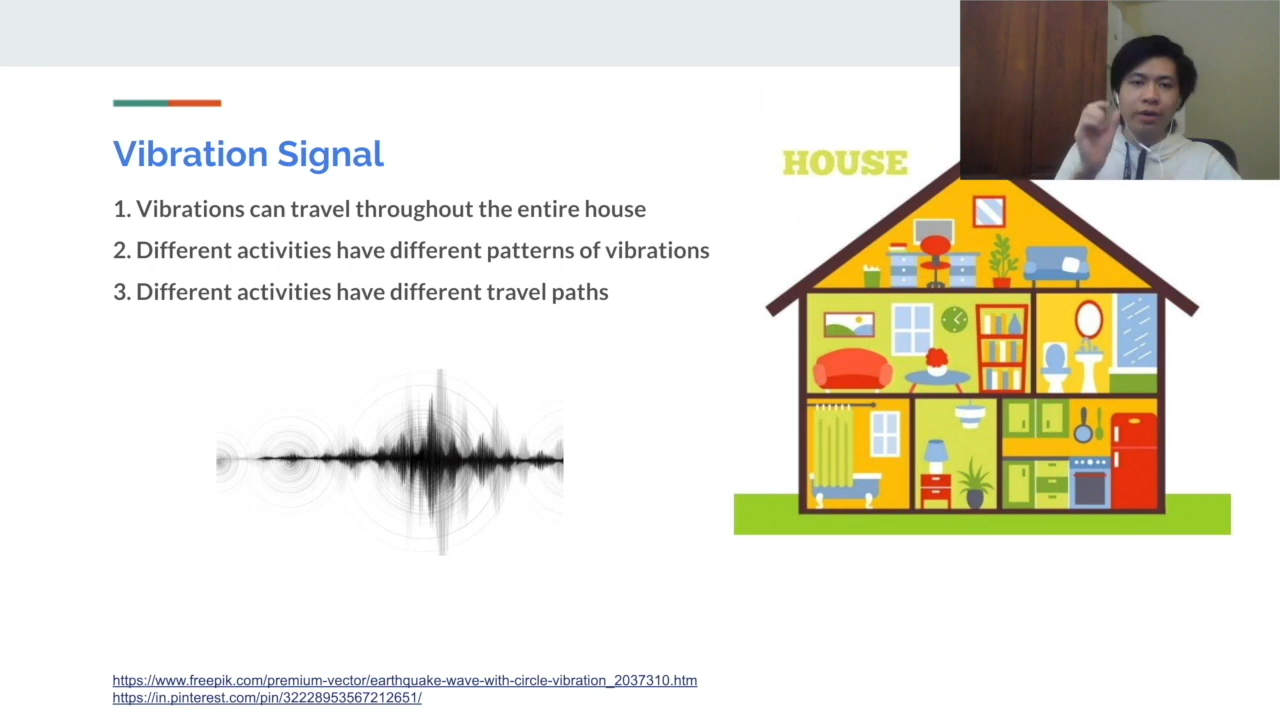 Vibration Signal
1. Vibrations can travel throughout the entire house
2. Different activities have different patterns of vibrations
3. Different activities have different travel paths
HOUSE
https://www.freepik.com/premium-vector/earthquake-wave-with-circle-vibration_2037310.htm
https://in.pinterest.com/pin/32228953567212651/